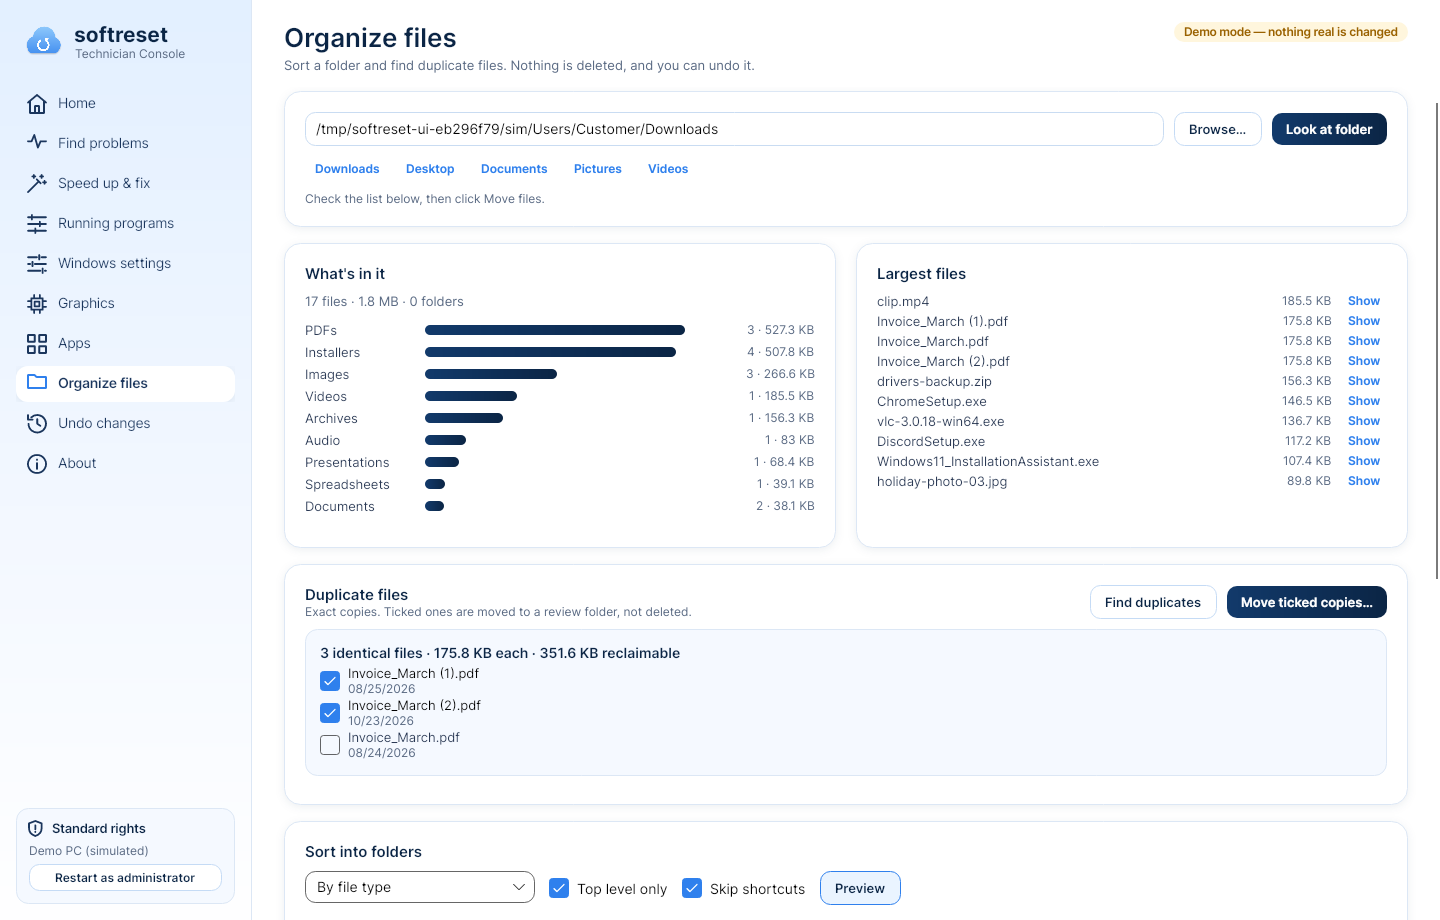 softreset
Technician Console
Home
Find problems
Speed up & fix
Running programs
Windows settings
Graphics
Apps
Organize files
Undo changes
About
Standard rights
Demo PC (simulated)
Restart as administrator
Organize files
Demo mode — nothing real is changed
Sort a folder and find duplicate files. Nothing is deleted, and you can undo it.
/tmp/softreset-ui-eb296f79/sim/Users/Customer/Downloads
Browse...
Look at folder
Downloads Desktop Documents Pictures Videos
Check the list below, then click Move files.
What's in it
17 files · 1.8 MB · 0 folders
PDFs 3 · 527.3 KB
Installers 4 · 507.8 KB
Images 3 · 266.6 KB
Videos 1 · 185.5 KB
Archives 1 · 156.3 KB
Audio 1 · 83 KB
Presentations 1 · 68.4 KB
Spreadsheets 1 · 39.1 KB
Documents 2 · 38.1 KB
Largest files
clip.mp4 185.5 KB Show
Invoice_March (1).pdf 175.8 KB Show
Invoice_March.pdf 175.8 KB Show
Invoice_March (2).pdf 175.8 KB Show
drivers-backup.zip 156.3 KB Show
ChromeSetup.exe 146.5 KB Show
vlc-3.0.18-win64.exe 136.7 KB Show
DiscordSetup.exe 117.2 KB Show
Windows11_InstallationAssistant.exe 107.4 KB Show
holiday-photo-03.jpg 89.8 KB Show
Duplicate files
Exact copies. Ticked ones are moved to a review folder, not deleted.
Find duplicates
Move ticked copies...
3 identical files · 175.8 KB each · 351.6 KB reclaimable
Invoice_March (1).pdf
08/25/2026
Invoice_March (2).pdf
10/23/2026
Invoice_March.pdf
08/24/2026
Sort into folders
By file type
Top level only
Skip shortcuts
Preview